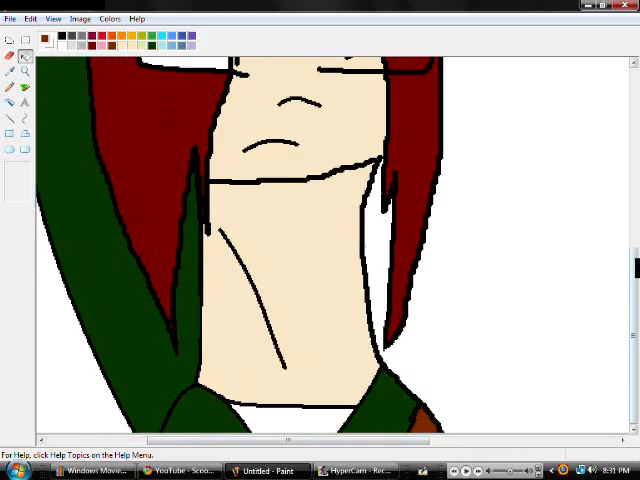 File Edit View Image Colors Help
For Help, click Help Topics on the Help Menu.
Windows Movie... YouTube - Scoo... Untitled - Paint HyperCam - Rec... 8:31 PM